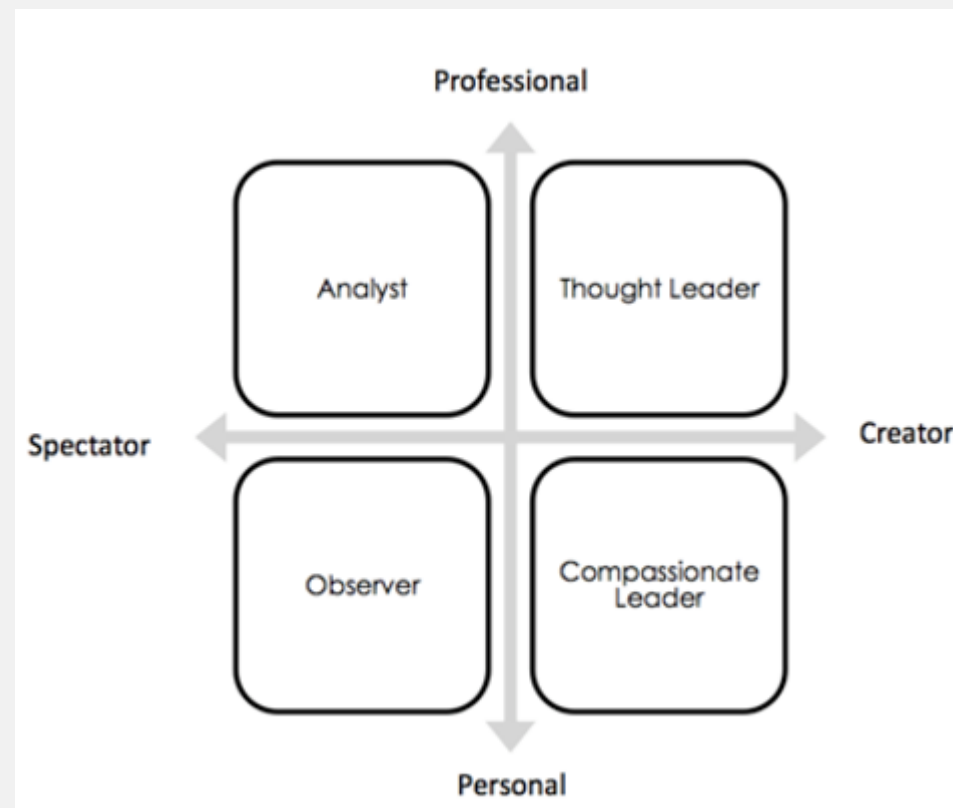 Professional
Analyst
Thought Leader
Spectator
Creator
Observer
Compassionate
Leader
Personal